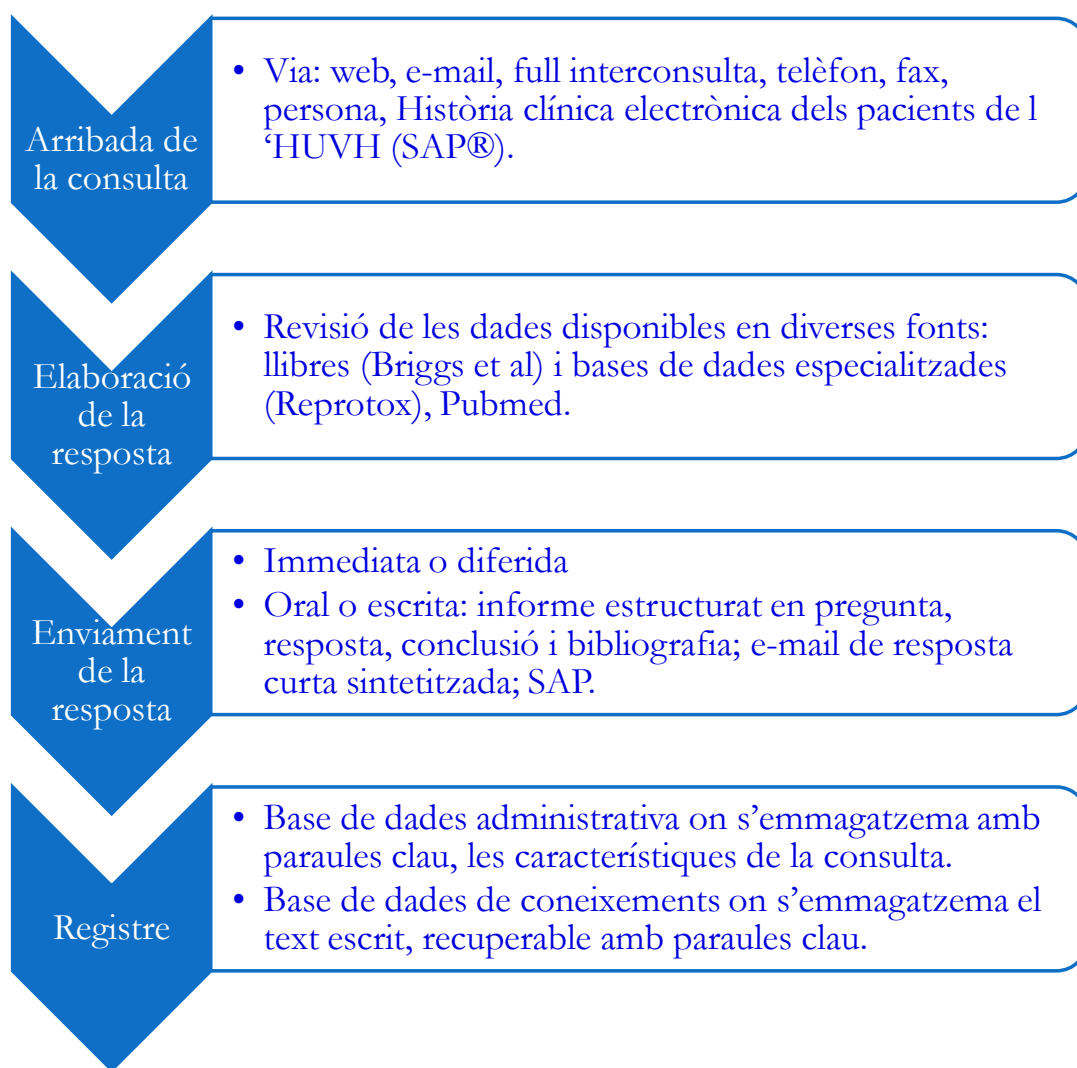 Arribada de
la consulta
• Via: web, e-mail, full interconsulta, telèfon, fax,
persona, Història clínica electrònica dels pacients de l
‘HUVH (SAP®).
Elaboració
de la
resposta
• Revisió de les dades disponibles en diverses fonts:
llibres (Briggs et al) i bases de dades especialitzades
(Reprotox), Pubmed.
Enviament
de la
resposta
• Immediata o diferida
• Oral o escrita: informe estructurat en pregunta,
resposta, conclusió i bibliografia; e-mail de resposta
curta sintetitzada; SAP.
Registre
• Base de dades administrativa on s’emmagatzema amb
paraules clau, les característiques de la consulta.
• Base de dades de coneixements on s’emmagatzema el
text escrit, recuperable amb paraules clau.